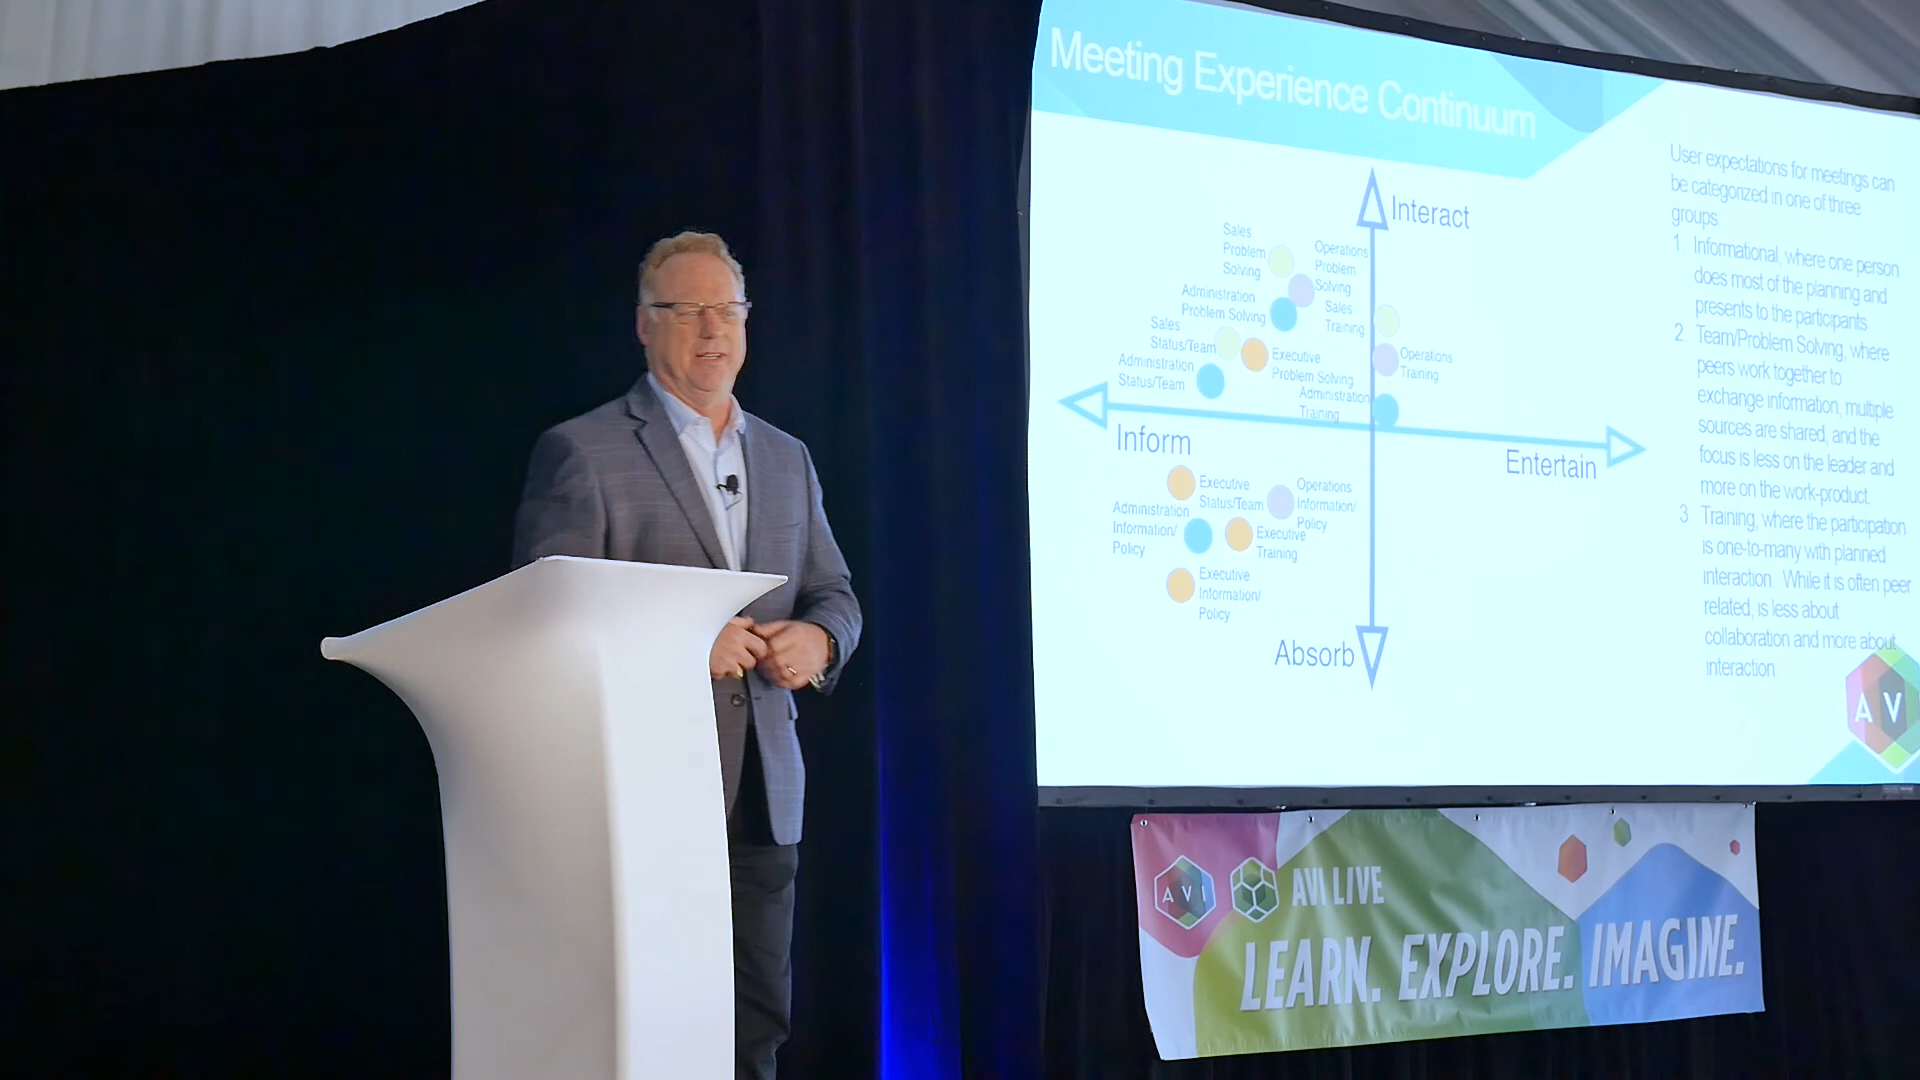 Meeting Experience Continuum
Interact
Sales
Problem
Solving
Operations
Problem
Solving
Administration
Problem Solving
Sales
Training
Sales
Status/Team
Executive
Problem Solving
Operations
Training
Administration
Status/Team
Administration
Training
Inform
Entertain
Executive
Status/Team
Operations
Information/
Policy
Administration
Information/
Policy
Executive
Training
Executive
Information/
Policy
Absorb
User expectations for meetings can
be categorized in one of three
groups
1. Informational, where one person
does most of the planning and
presents to the participants
2. Team/Problem Solving, where
peers work together to
exchange information, multiple
sources are shared, and the
focus is less on the leader and
more on the work-product.
3 Training, where the participation
is one-to-many with planned
interaction. While it is often peer
related, is less about
collaboration and more about
interaction
AV
AVI
AVI LIVE
LEARN. EXPLORE. IMAGINE.